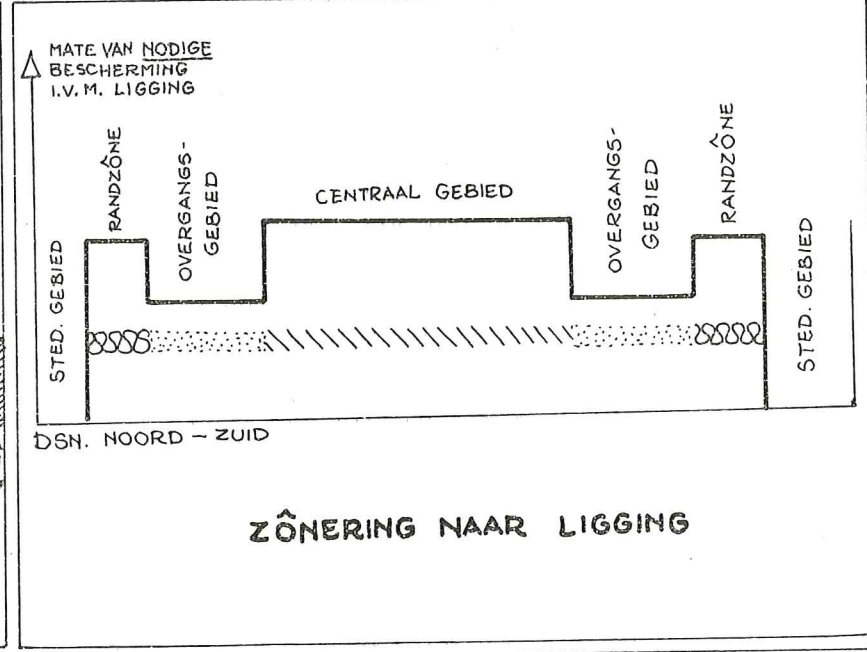 MATE VAN NODIGE
BESCHERMING
I.V.M. LIGGING
STED. GEBIED
RANDZÔNE
OVERGANGS-
GEBIED
CENTRAAL GEBIED
OVERGANGS-
GEBIED
RANDZÔNE
STED. GEBIED
DSN. NOORD – ZUID
ZÔNERING NAAR LIGGING